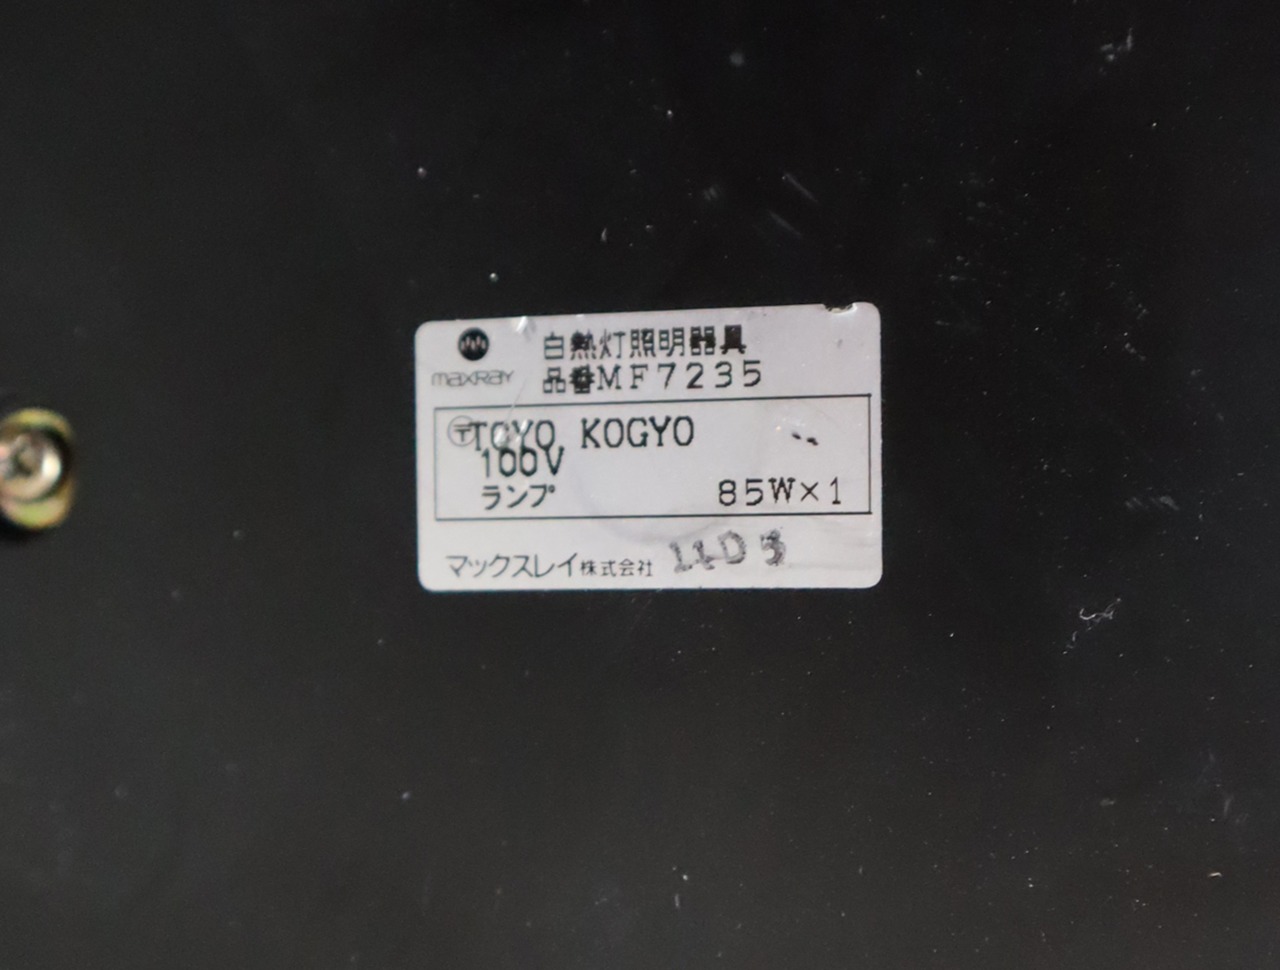 maxray
白熱灯照明器具
品番MF7235
〒TOYO KOGYO
100V
ランプ 85W×1
マックスレイ株式会社